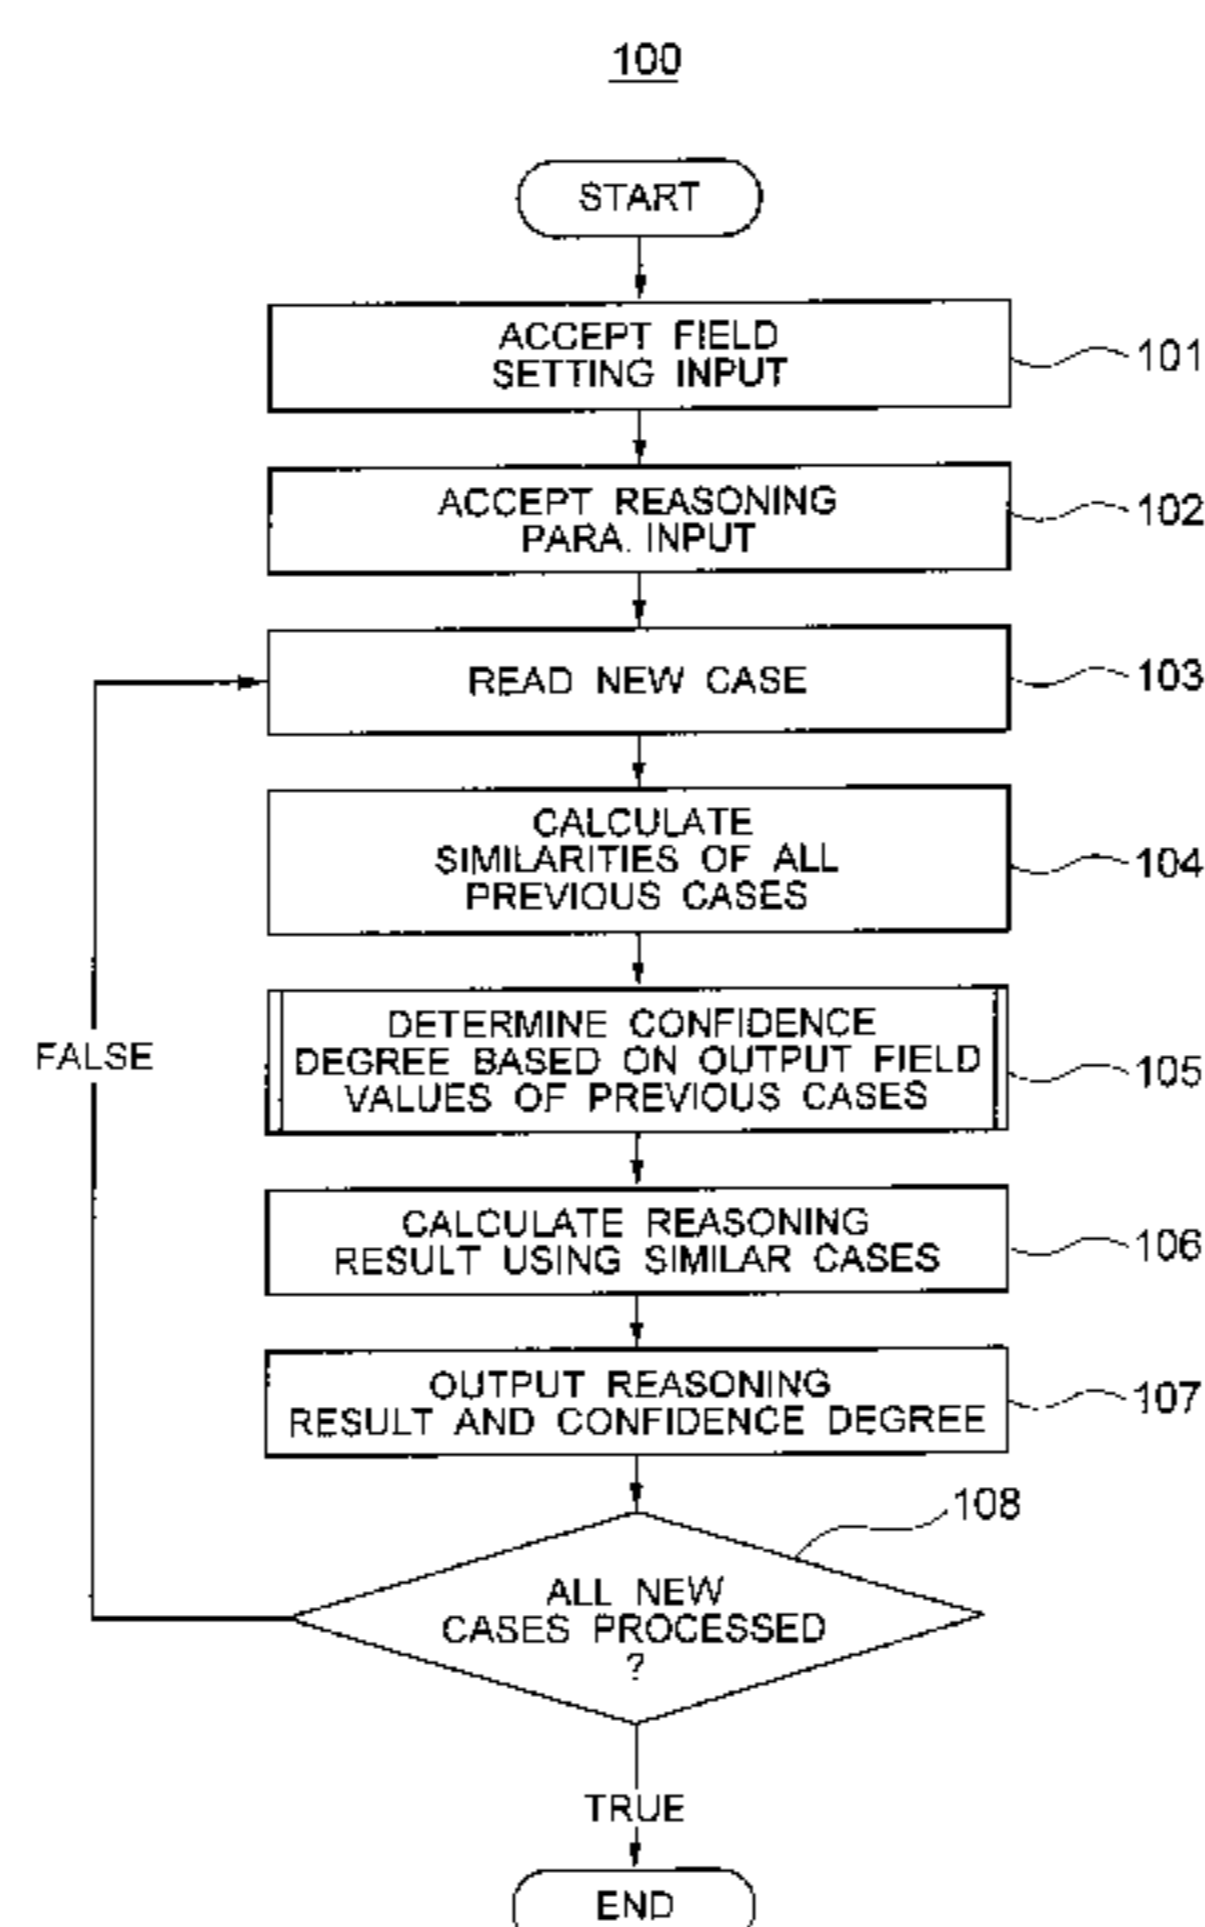 100
START
ACCEPT FIELD
SETTING INPUT
101
ACCEPT REASONING
PARA. INPUT
102
READ NEW CASE
103
CALCULATE
SIMILARITIES OF ALL
PREVIOUS CASES
104
DETERMINE CONFIDENCE
DEGREE BASED ON OUTPUT FIELD
VALUES OF PREVIOUS CASES
105
FALSE
CALCULATE REASONING
RESULT USING SIMILAR CASES
106
OUTPUT REASONING
RESULT AND CONFIDENCE DEGREE
107
108
ALL NEW
CASES PROCESSED
?
TRUE
END